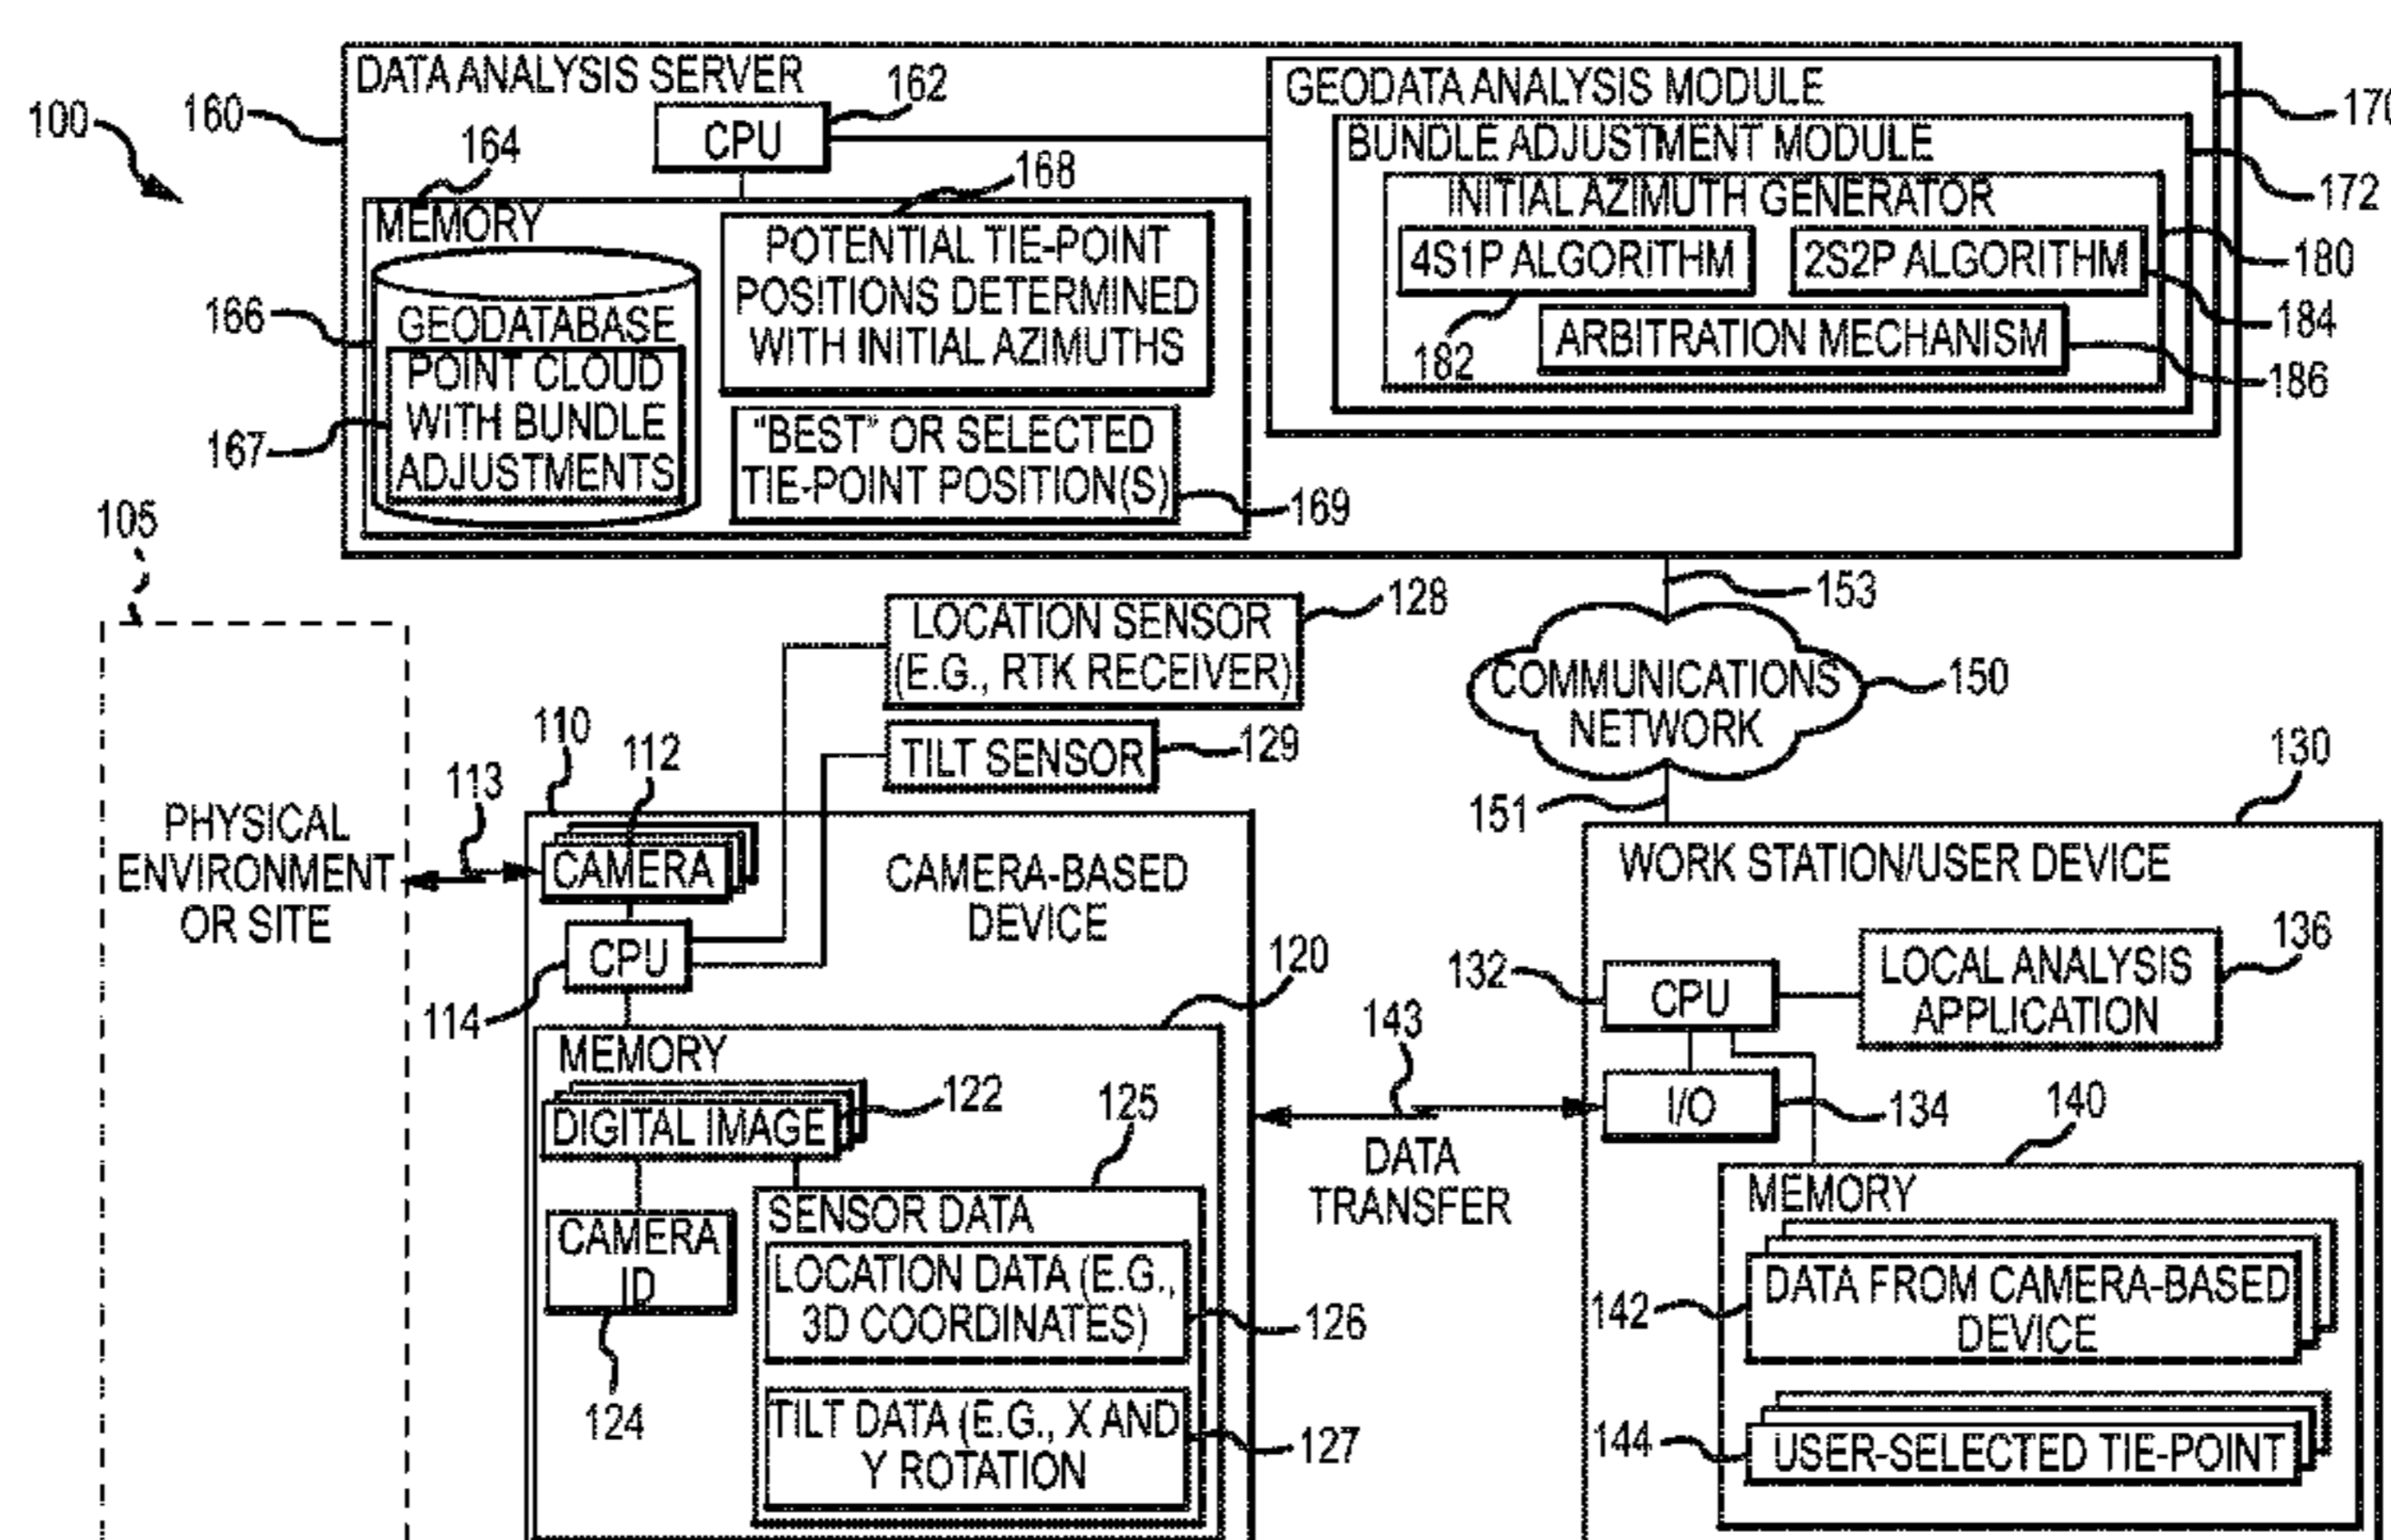 DATA ANALYSIS SERVER
100
160
162
CPU
164
168
MEMORY
166
GEODATABASE
POINT CLOUD
WITH BUNDLE
ADJUSTMENTS
167
POTENTIAL TIE-POINT
POSITIONS DETERMINED
WITH INITIAL AZIMUTHS
"BEST" OR SELECTED
TIE-POINT POSITION(S)
169
GEODATA ANALYSIS MODULE
170
BUNDLE ADJUSTMENT MODULE
172
INITIAL AZIMUTH GENERATOR
180
4S1P ALGORITHM
2S2P ALGORITHM
184
182
ARBITRATION MECHANISM
186
105
PHYSICAL
ENVIRONMENT
OR SITE
113
110
112
LOCATION SENSOR
(E.G., RTK RECEIVER)
128
TILT SENSOR
129
CAMERA
CAMERA-BASED
DEVICE
CPU
114
120
MEMORY
DIGITAL IMAGE
122
125
CAMERA
ID
124
SENSOR DATA
LOCATION DATA (E.G.,
3D COORDINATES)
126
TILT DATA (E.G., X AND
Y ROTATION
127
153
COMMUNICATIONS
NETWORK
150
151
130
143
DATA
TRANSFER
WORK STATION/USER DEVICE
132
CPU
LOCAL ANALYSIS
APPLICATION
136
I/O
134
140
MEMORY
DATA FROM CAMERA-BASED
DEVICE
142
144
USER-SELECTED TIE-POINT